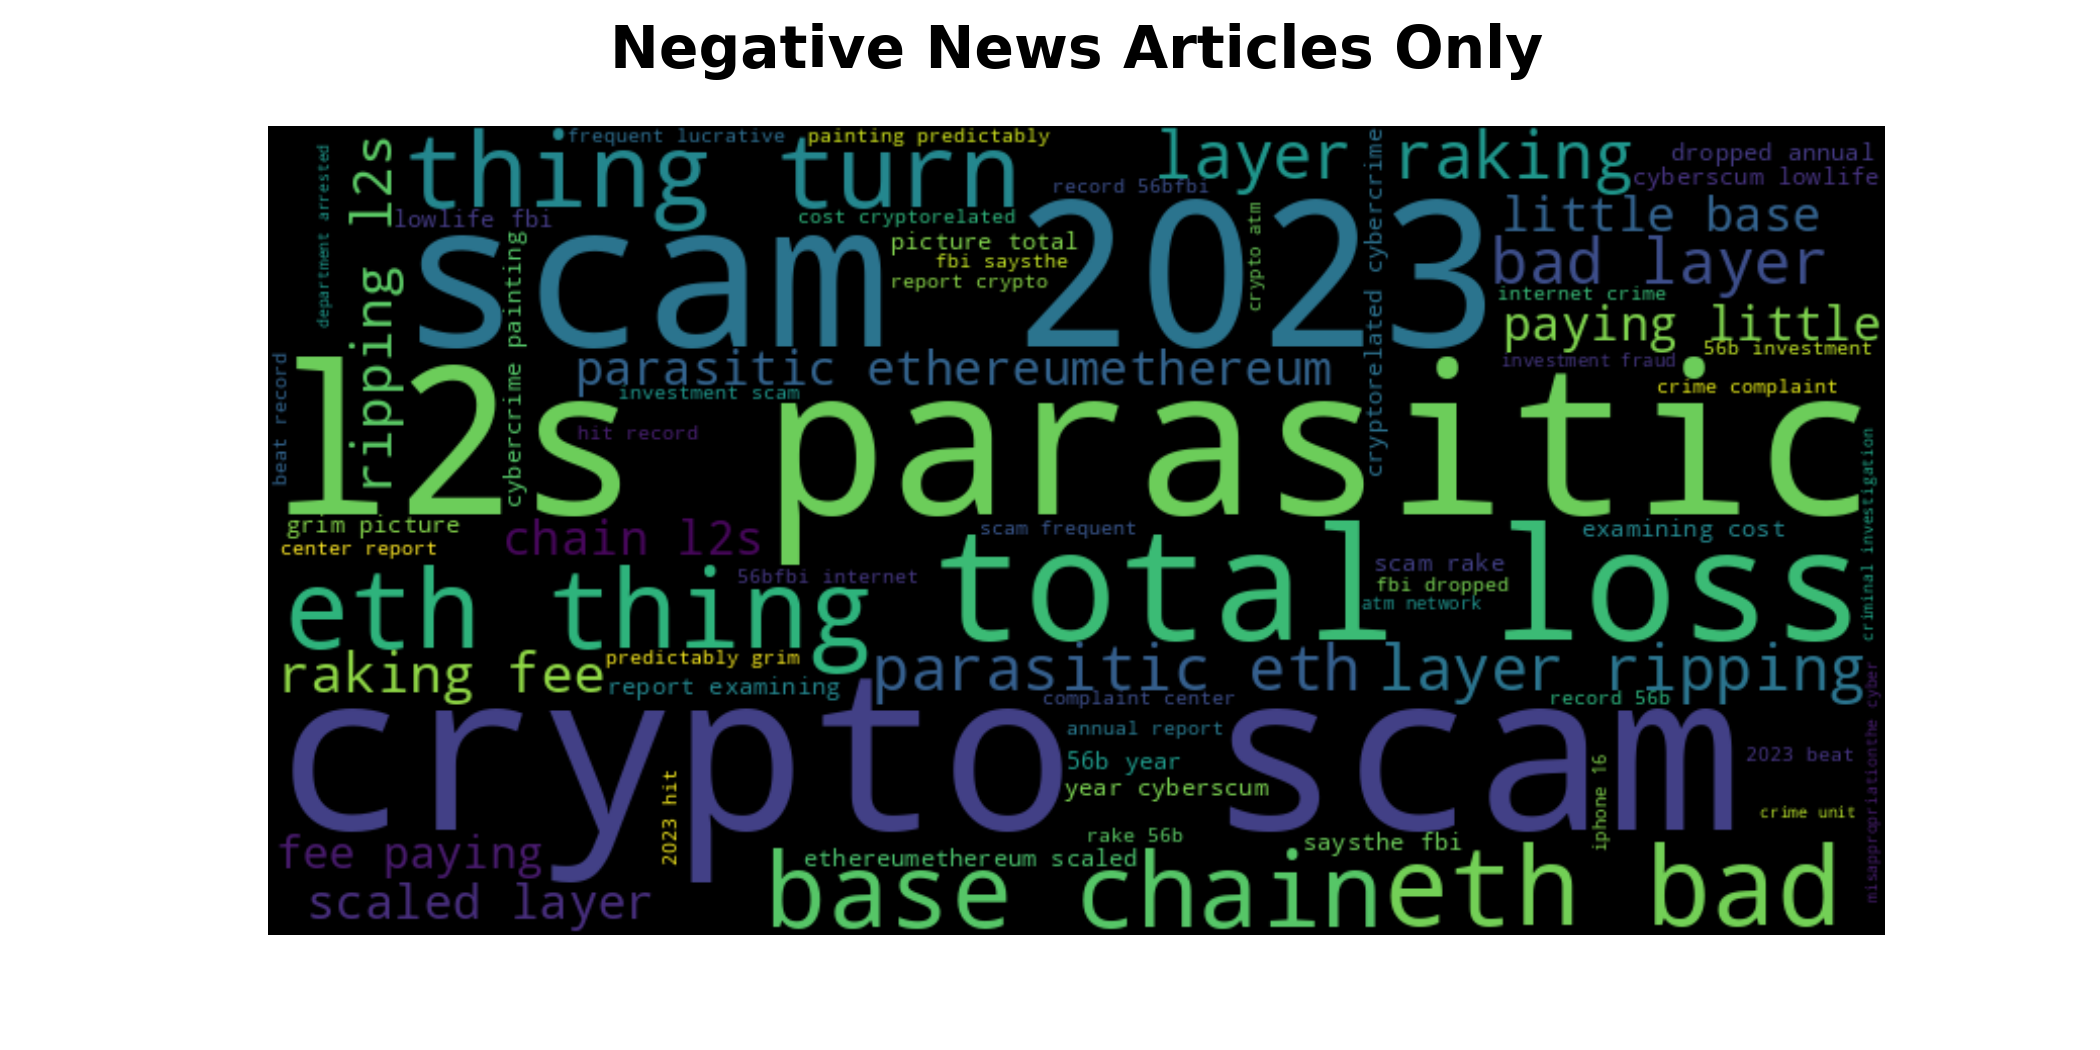 Negative News Articles Only
frequent lucrative
painting predictably
thing turn
layer raking
dropped annual
cyberscum lowlife
department arrested
ripping l2s
lowlife fbi
record 56bfbi
cost cryptorelated
little base
scam 2023
picture total
fbi saysthe
report crypto
crypto atm
cryptorelated cybercrime
bad layer
internet crime
paying little
56b investment
investment fraud
crime complaint
cybercrime painting
beat record
parasitic ethereumethereum
investment scam
hit record
l2s parasitic
criminal investigation
grim picture
center report
chain l2s
scam frequent
examining cost
56bfbi internet
total loss
scam rake
fbi dropped
atm network
eth thing
raking fee
predictably grim
report examining
parasitic eth
layer ripping
complaint center
record 56b
misappropriationthe cyber
crypto scam
annual report
56b year
year cyberscum
2023 beat
iphone 16
2023 hit
crime unit
rake 56b
saysthe fbi
fee paying
ethereumethereum scaled
scaled layer
base chain
eth bad